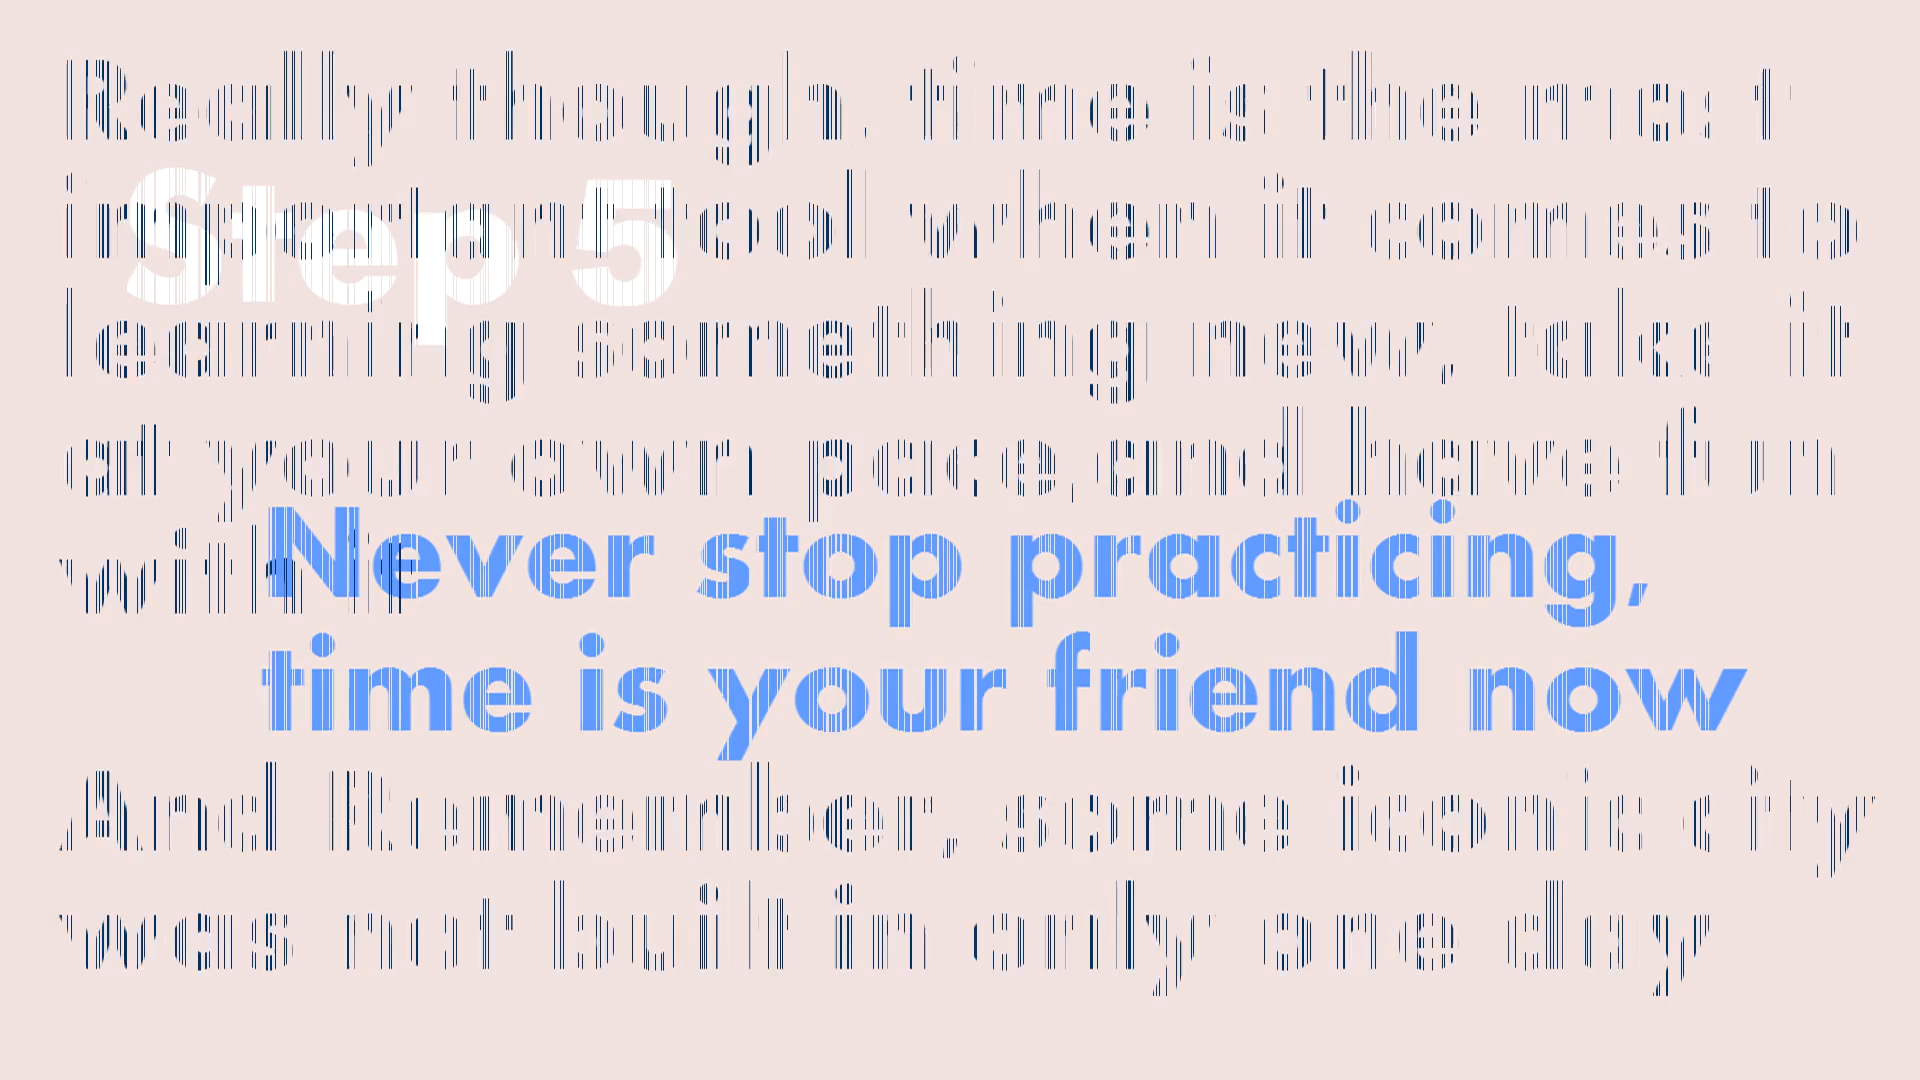 Really though, time is the most
important tool when it comes to
learning something new, take it
at your own pace, and have fun
with it
Step 5
Never stop practicing,
time is your friend now
And Remember, some iconic city
was not built in only one day